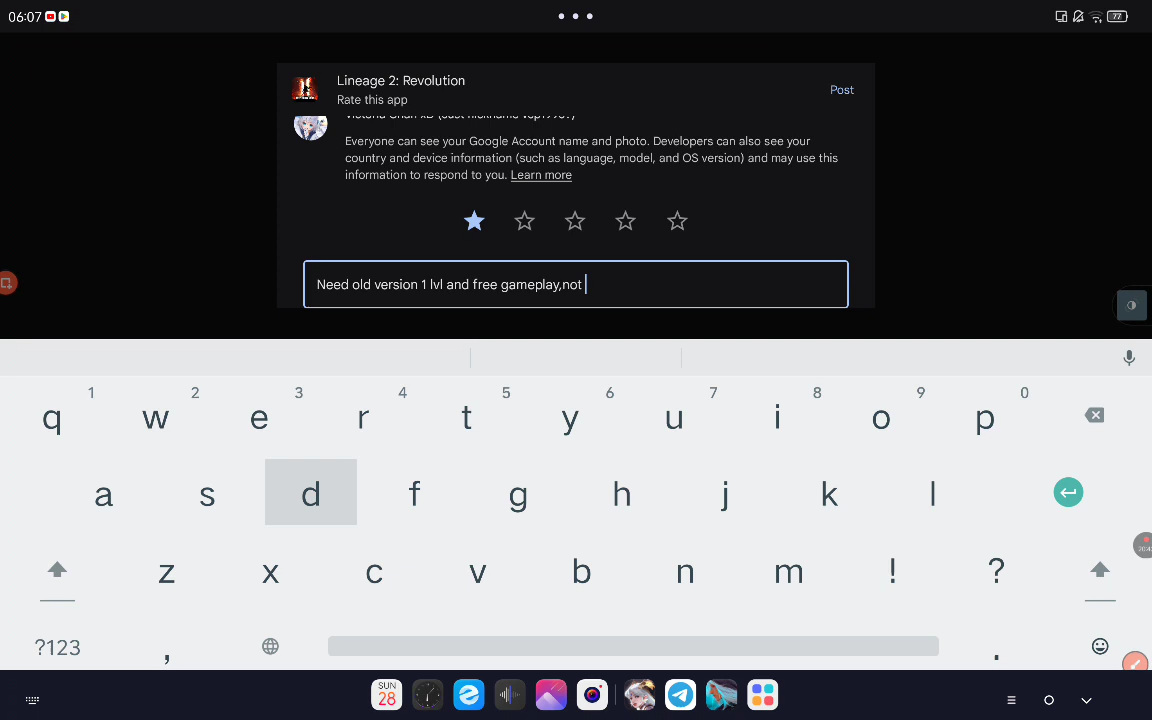 06:07
77
Lineage 2: Revolution
Rate this app
Post
Everyone can see your Google Account name and photo. Developers can also see your
country and device information (such as language, model, and OS version) and may use this
information to respond to you. Learn more
Need old version 1 lvl and free gameplay,not
1 2 3 4 5 6 7 8 9 0
q w e r t y u i o p
a s d f g h j k l
z x c v b n m ! ?
?123 , .
SUN
28